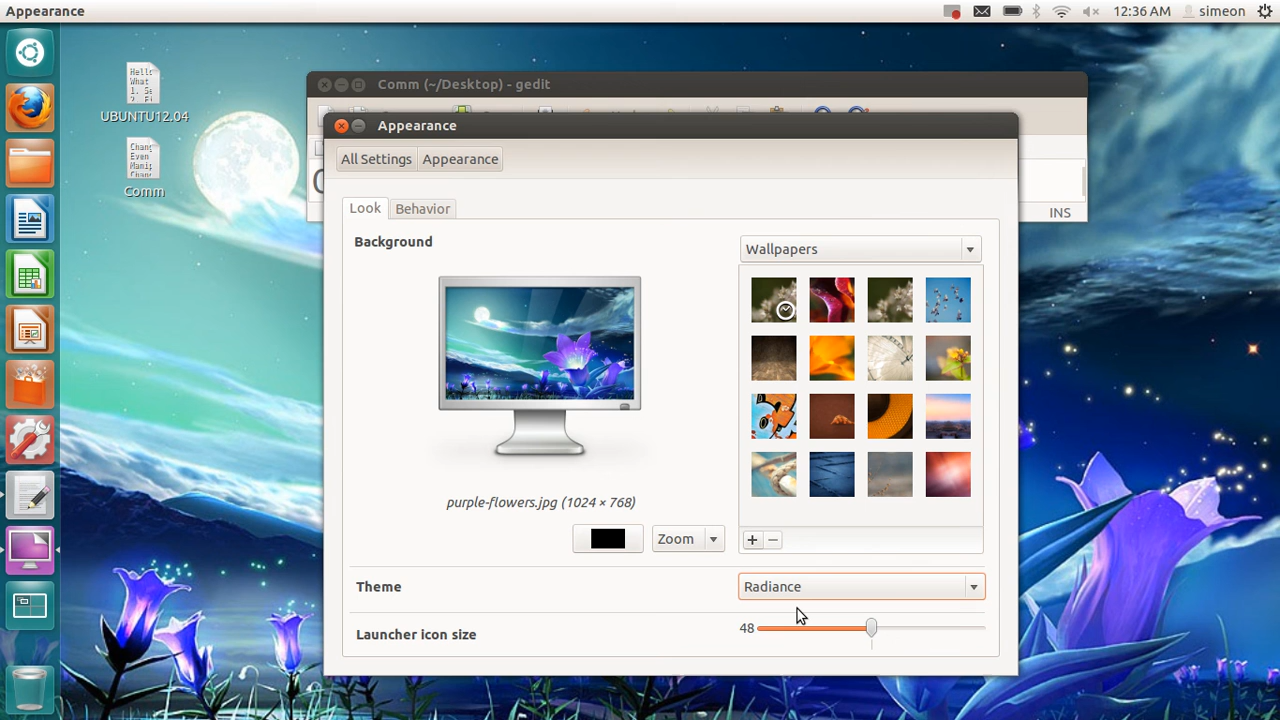 Appearance
12:36 AM simeon
Comm (~/Desktop) - gedit
UBUNTU12.04
Comm
INS
Appearance
All Settings Appearance
Look Behavior
Background
Wallpapers
purple-flowers.jpg (1024 × 768)
Zoom
Theme
Radiance
Launcher icon size
48